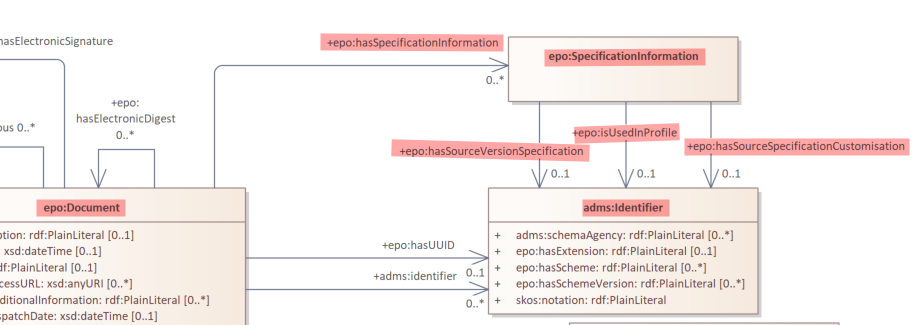 hasElectronicSignature
+epo:hasSpecificationInformation
0..*
epo:SpecificationInformation
+epo:
hasElectronicDigest
0..*
ous 0..*
+epo:hasSourceVersionSpecification
+epo:isUsedInProfile
+epo:hasSourceSpecificationCustomisation
0..1
0..1
0..1
epo:Document
ption: rdf:PlainLiteral [0..1]
xsd:dateTime [0..1]
df:PlainLiteral [0..1]
cessURL: xsd:anyURI [0..*]
ditionalInformation: rdf:PlainLiteral [0..*]
spatchDate: xsd:dateTime [0..1]
+epo:hasUUID
0..1
+adms:identifier
0..*
adms:Identifier
+ adms:schemaAgency: rdf:PlainLiteral [0..*]
+ epo:hasExtension: rdf:PlainLiteral [0..1]
+ epo:hasScheme: rdf:PlainLiteral [0..*]
+ epo:hasSchemeVersion: rdf:PlainLiteral [0..*]
+ skos:notation: rdf:PlainLiteral